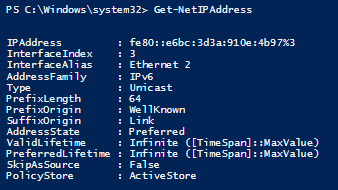 PS C:\Windows\system32> Get-NetIPAddress
IPAddress : fe80::e6bc:3d3a:910e:4b97%3
InterfaceIndex : 3
InterfaceAlias : Ethernet 2
AddressFamily : IPv6
Type : Unicast
PrefixLength : 64
PrefixOrigin : WellKnown
SuffixOrigin : Link
AddressState : Preferred
ValidLifetime : Infinite ([TimeSpan]::MaxValue)
PreferredLifetime : Infinite ([TimeSpan]::MaxValue)
SkipAsSource : False
PolicyStore : ActiveStore